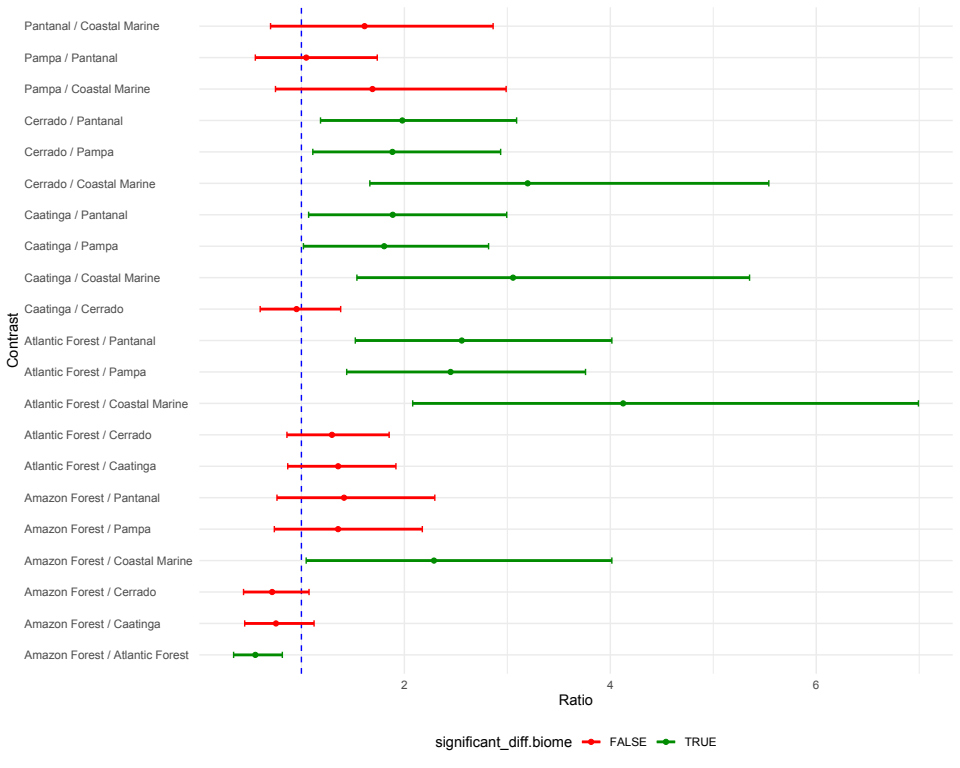 Pantanal / Coastal Marine
Pampa / Pantanal
Pampa / Coastal Marine
Cerrado / Pantanal
Cerrado / Pampa
Cerrado / Coastal Marine
Caatinga / Pantanal
Caatinga / Pampa
Caatinga / Coastal Marine
Caatinga / Cerrado
Contrast
Atlantic Forest / Pantanal
Atlantic Forest / Pampa
Atlantic Forest / Coastal Marine
Atlantic Forest / Cerrado
Atlantic Forest / Caatinga
Amazon Forest / Pantanal
Amazon Forest / Pampa
Amazon Forest / Coastal Marine
Amazon Forest / Cerrado
Amazon Forest / Caatinga
Amazon Forest / Atlantic Forest
2 4 6
Ratio
significant_diff.biome FALSE TRUE